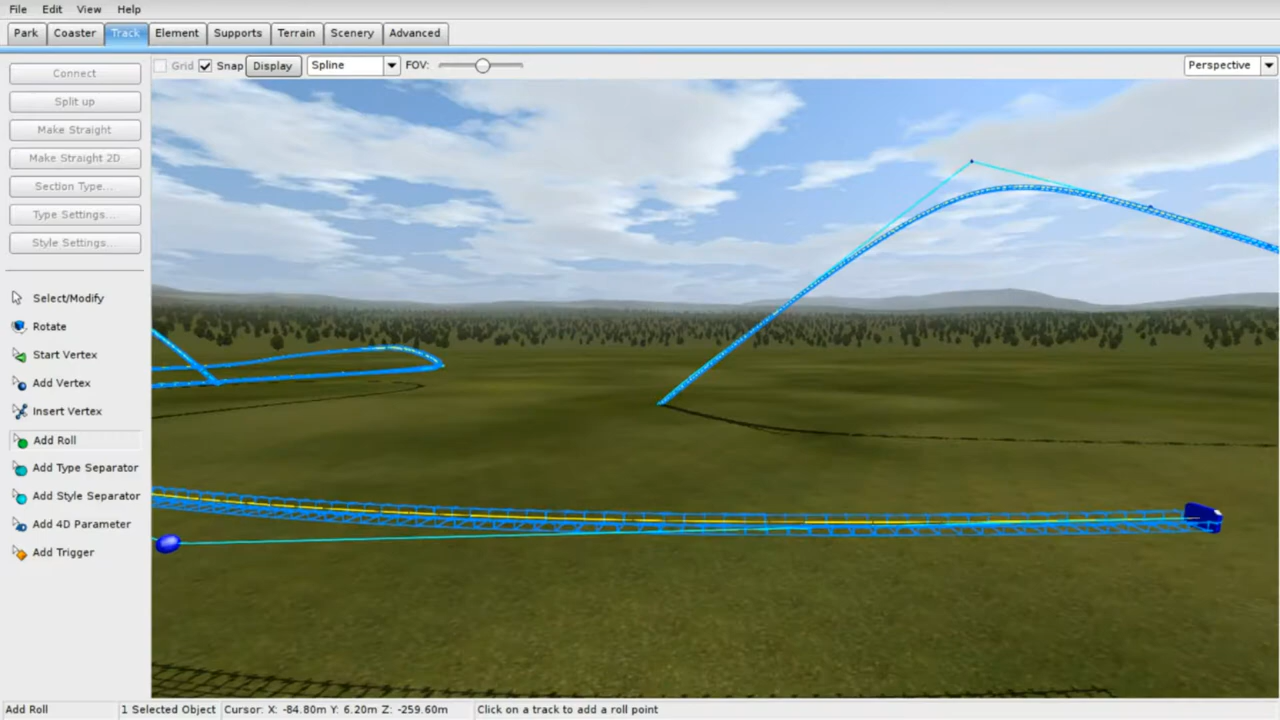 File Edit View Help
Park Coaster Track Element Supports Terrain Scenery Advanced
Grid Snap Display Spline FOV: Perspective
Connect
Split up
Make Straight
Make Straight 2D
Section Type...
Type Settings...
Style Settings...
Select/Modify
Rotate
Start Vertex
Add Vertex
Insert Vertex
Add Roll
Add Type Separator
Add Style Separator
Add 4D Parameter
Add Trigger
Add Roll 1 Selected Object Cursor: X: -84.80m Y: 6.20m Z: -259.60m Click on a track to add a roll point